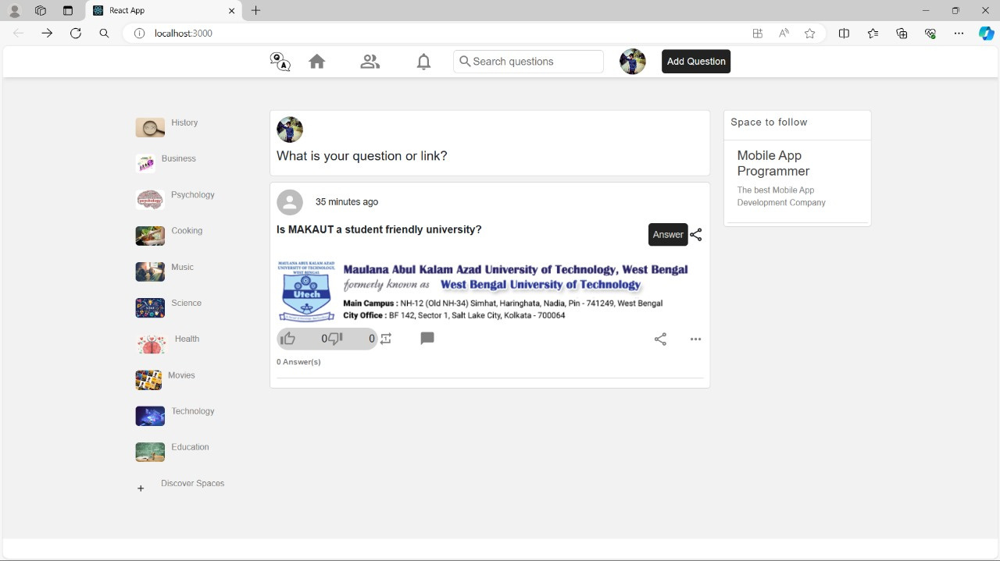 React App
localhost:3000
Q
A
Search questions
Add Question
History
Business
Psychology
psychology
Cooking
Music
Science
Health
Movies
Technology
Education
+ Discover Spaces
What is your question or link?
35 minutes ago
Is MAKAUT a student friendly university?
Answer
MAULANA ABUL KALAM AZAD
UNIVERSITY OF TECHNOLOGY,
WEST BENGAL
Utech
Maulana Abul Kalam Azad University of Technology, West Bengal
formerly known as West Bengal University of Technology
Main Campus : NH-12 (Old NH-34) Simhat, Haringhata, Nadia, Pin - 741249, West Bengal
City Office : BF 142, Sector 1, Salt Lake City, Kolkata - 700064
0 0
0 Answer(s)
Space to follow
Mobile App
Programmer
The best Mobile App
Development Company